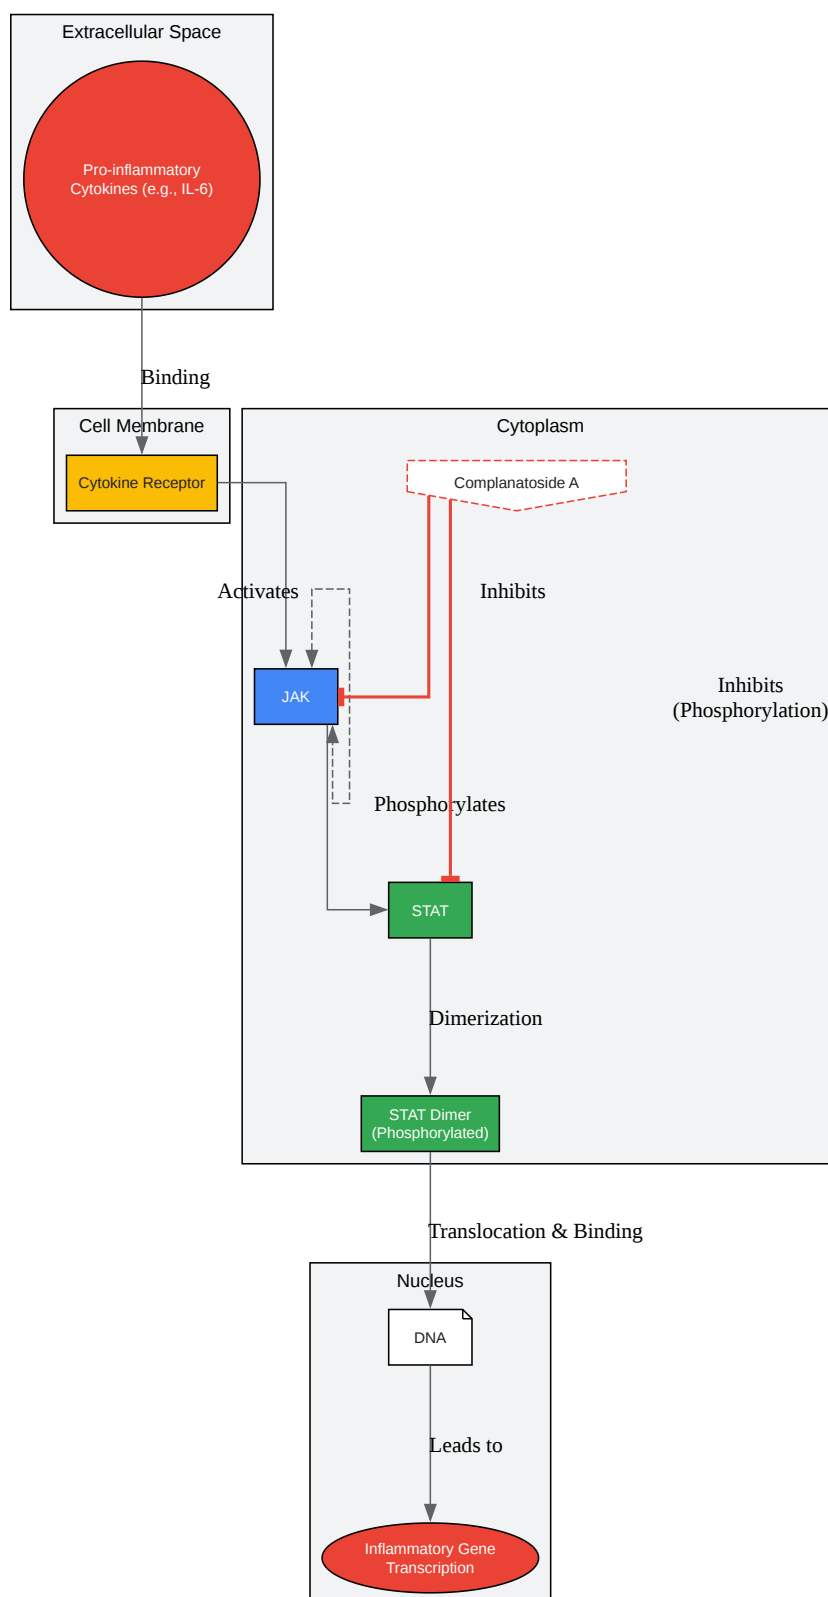 Extracellular Space
Pro-inflammatory
Cytokines (e.g., IL-6)
Binding
Cell Membrane
Cytokine Receptor
Cytoplasm
Complanatoside A
Activates
Inhibits
JAK
Inhibits
(Phosphorylation)
Phosphorylates
STAT
Dimerization
STAT Dimer
(Phosphorylated)
Translocation & Binding
Nucleus
DNA
Leads to
Inflammatory Gene
Transcription